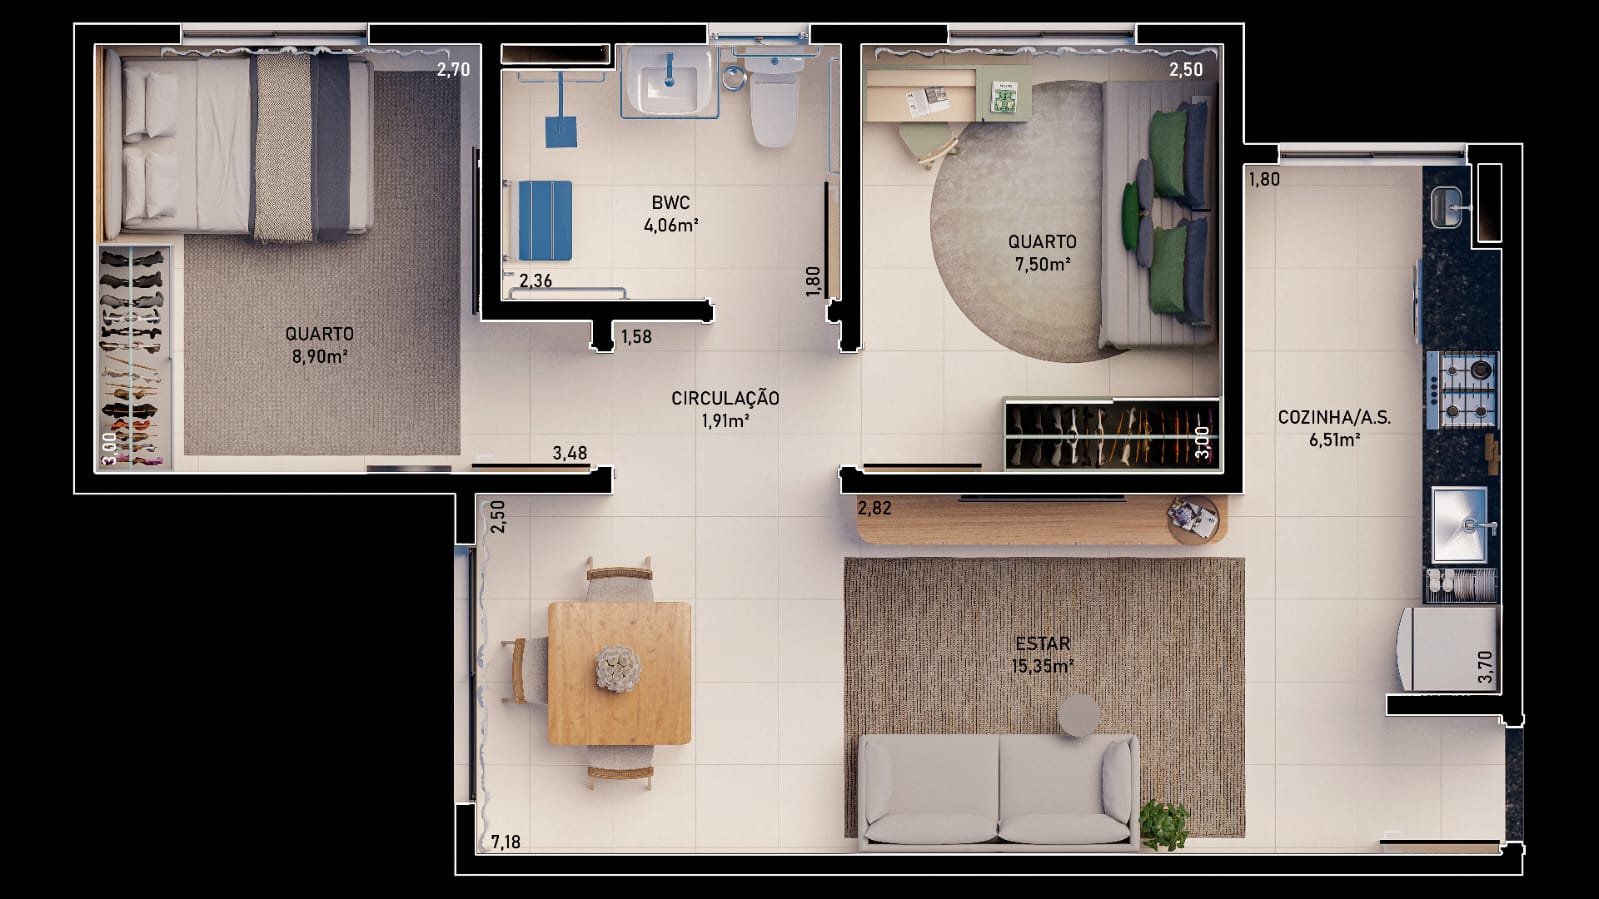 2,70
2,50
1,80
BWC
4,06m²
2,36
1,80
QUARTO
7,50m²
QUARTO
8,90m²
1,58
CIRCULAÇÃO
1,91m²
COZINHA/A.S.
6,51m²
3,00
3,48
3,00
2,50
2,82
ESTAR
15,35m²
3,70
7,18